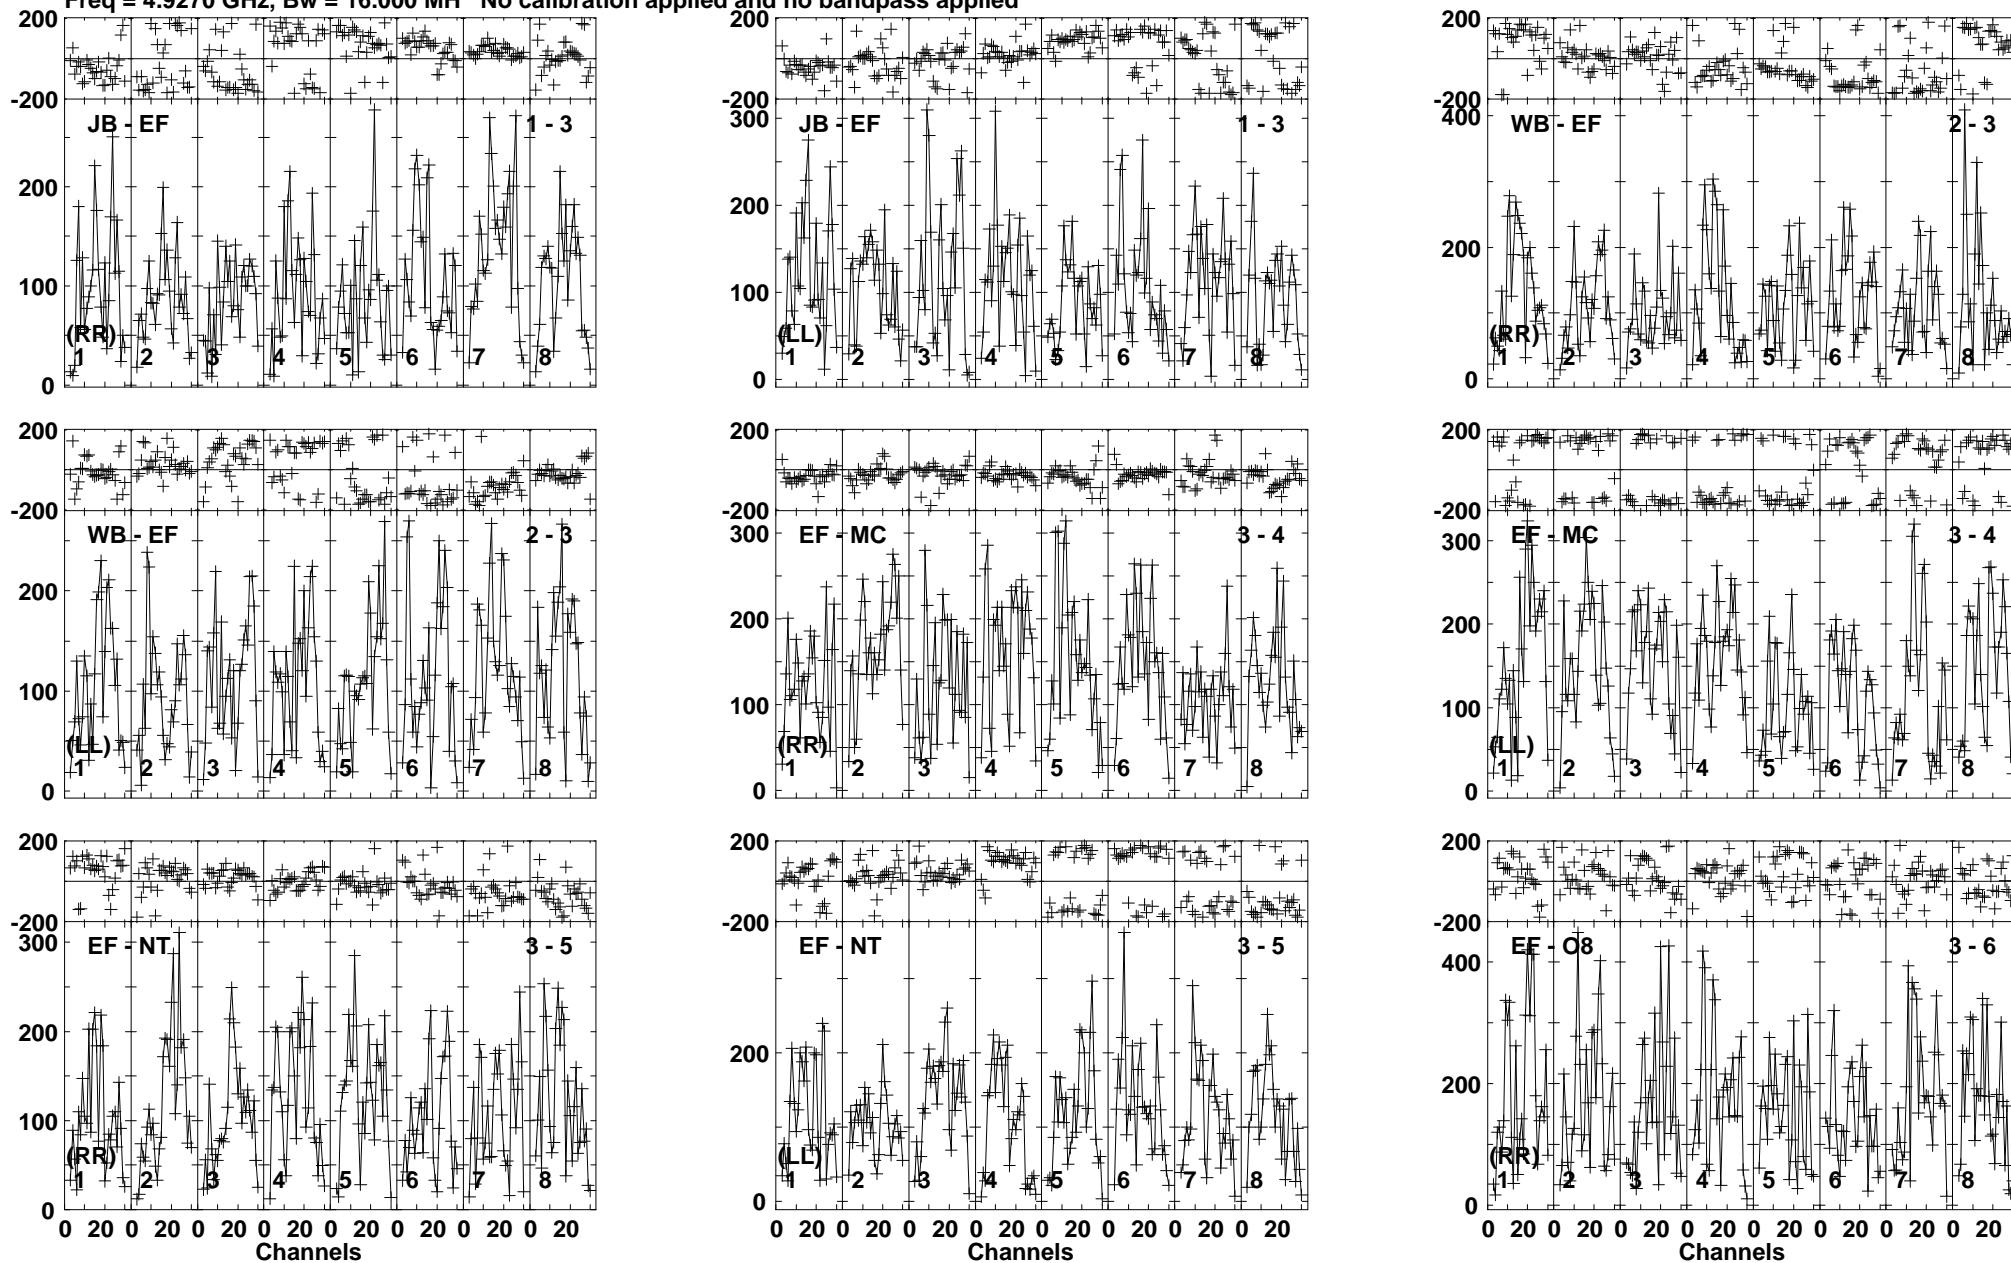 Freq = 4.9270 GHz, Bw = 16.000 MH No calibration applied and no bandpass applied
200 200 200
-200 -200 -200
JB - EF 1 - 3 JB - EF 1 - 3 WB - EF 2 - 3
300 400
200 200 200
100 100
(RR) (LL) (RR)
1 2 3 4 5 6 7 8 1 2 3 4 5 6 7 8 1 2 3 4 5 6 7 8
0 0 0
200 200 200
-200 -200 -200
WB - EF 2 - 3 EF - MC 3 - 4 EF - MC 3 - 4
300 300
200 200 200
100 100 100
(LL) (RR) (LL)
1 2 3 4 5 6 7 8 1 2 3 4 5 6 7 8 1 2 3 4 5 6 7 8
0 0 0
200 200 200
-200 -200 -200
EF - NT 3 - 5 EF - NT 3 - 5 EF - O8 3 - 6
300 400
200 200 200
100
(RR) (LL) (RR)
1 2 3 4 5 6 7 8 1 2 3 4 5 6 7 8 1 2 3 4 5 6 7 8
0 0 0
0 20 0 20 0 20 0 20 0 20 0 20 0 20 0 20 0 20 0 20 0 20 0 20 0 20 0 20 0 20 0 20 0 20 0 20 0 20 0 20 0 20 0 20 0 20 0 20
Channels Channels Channels